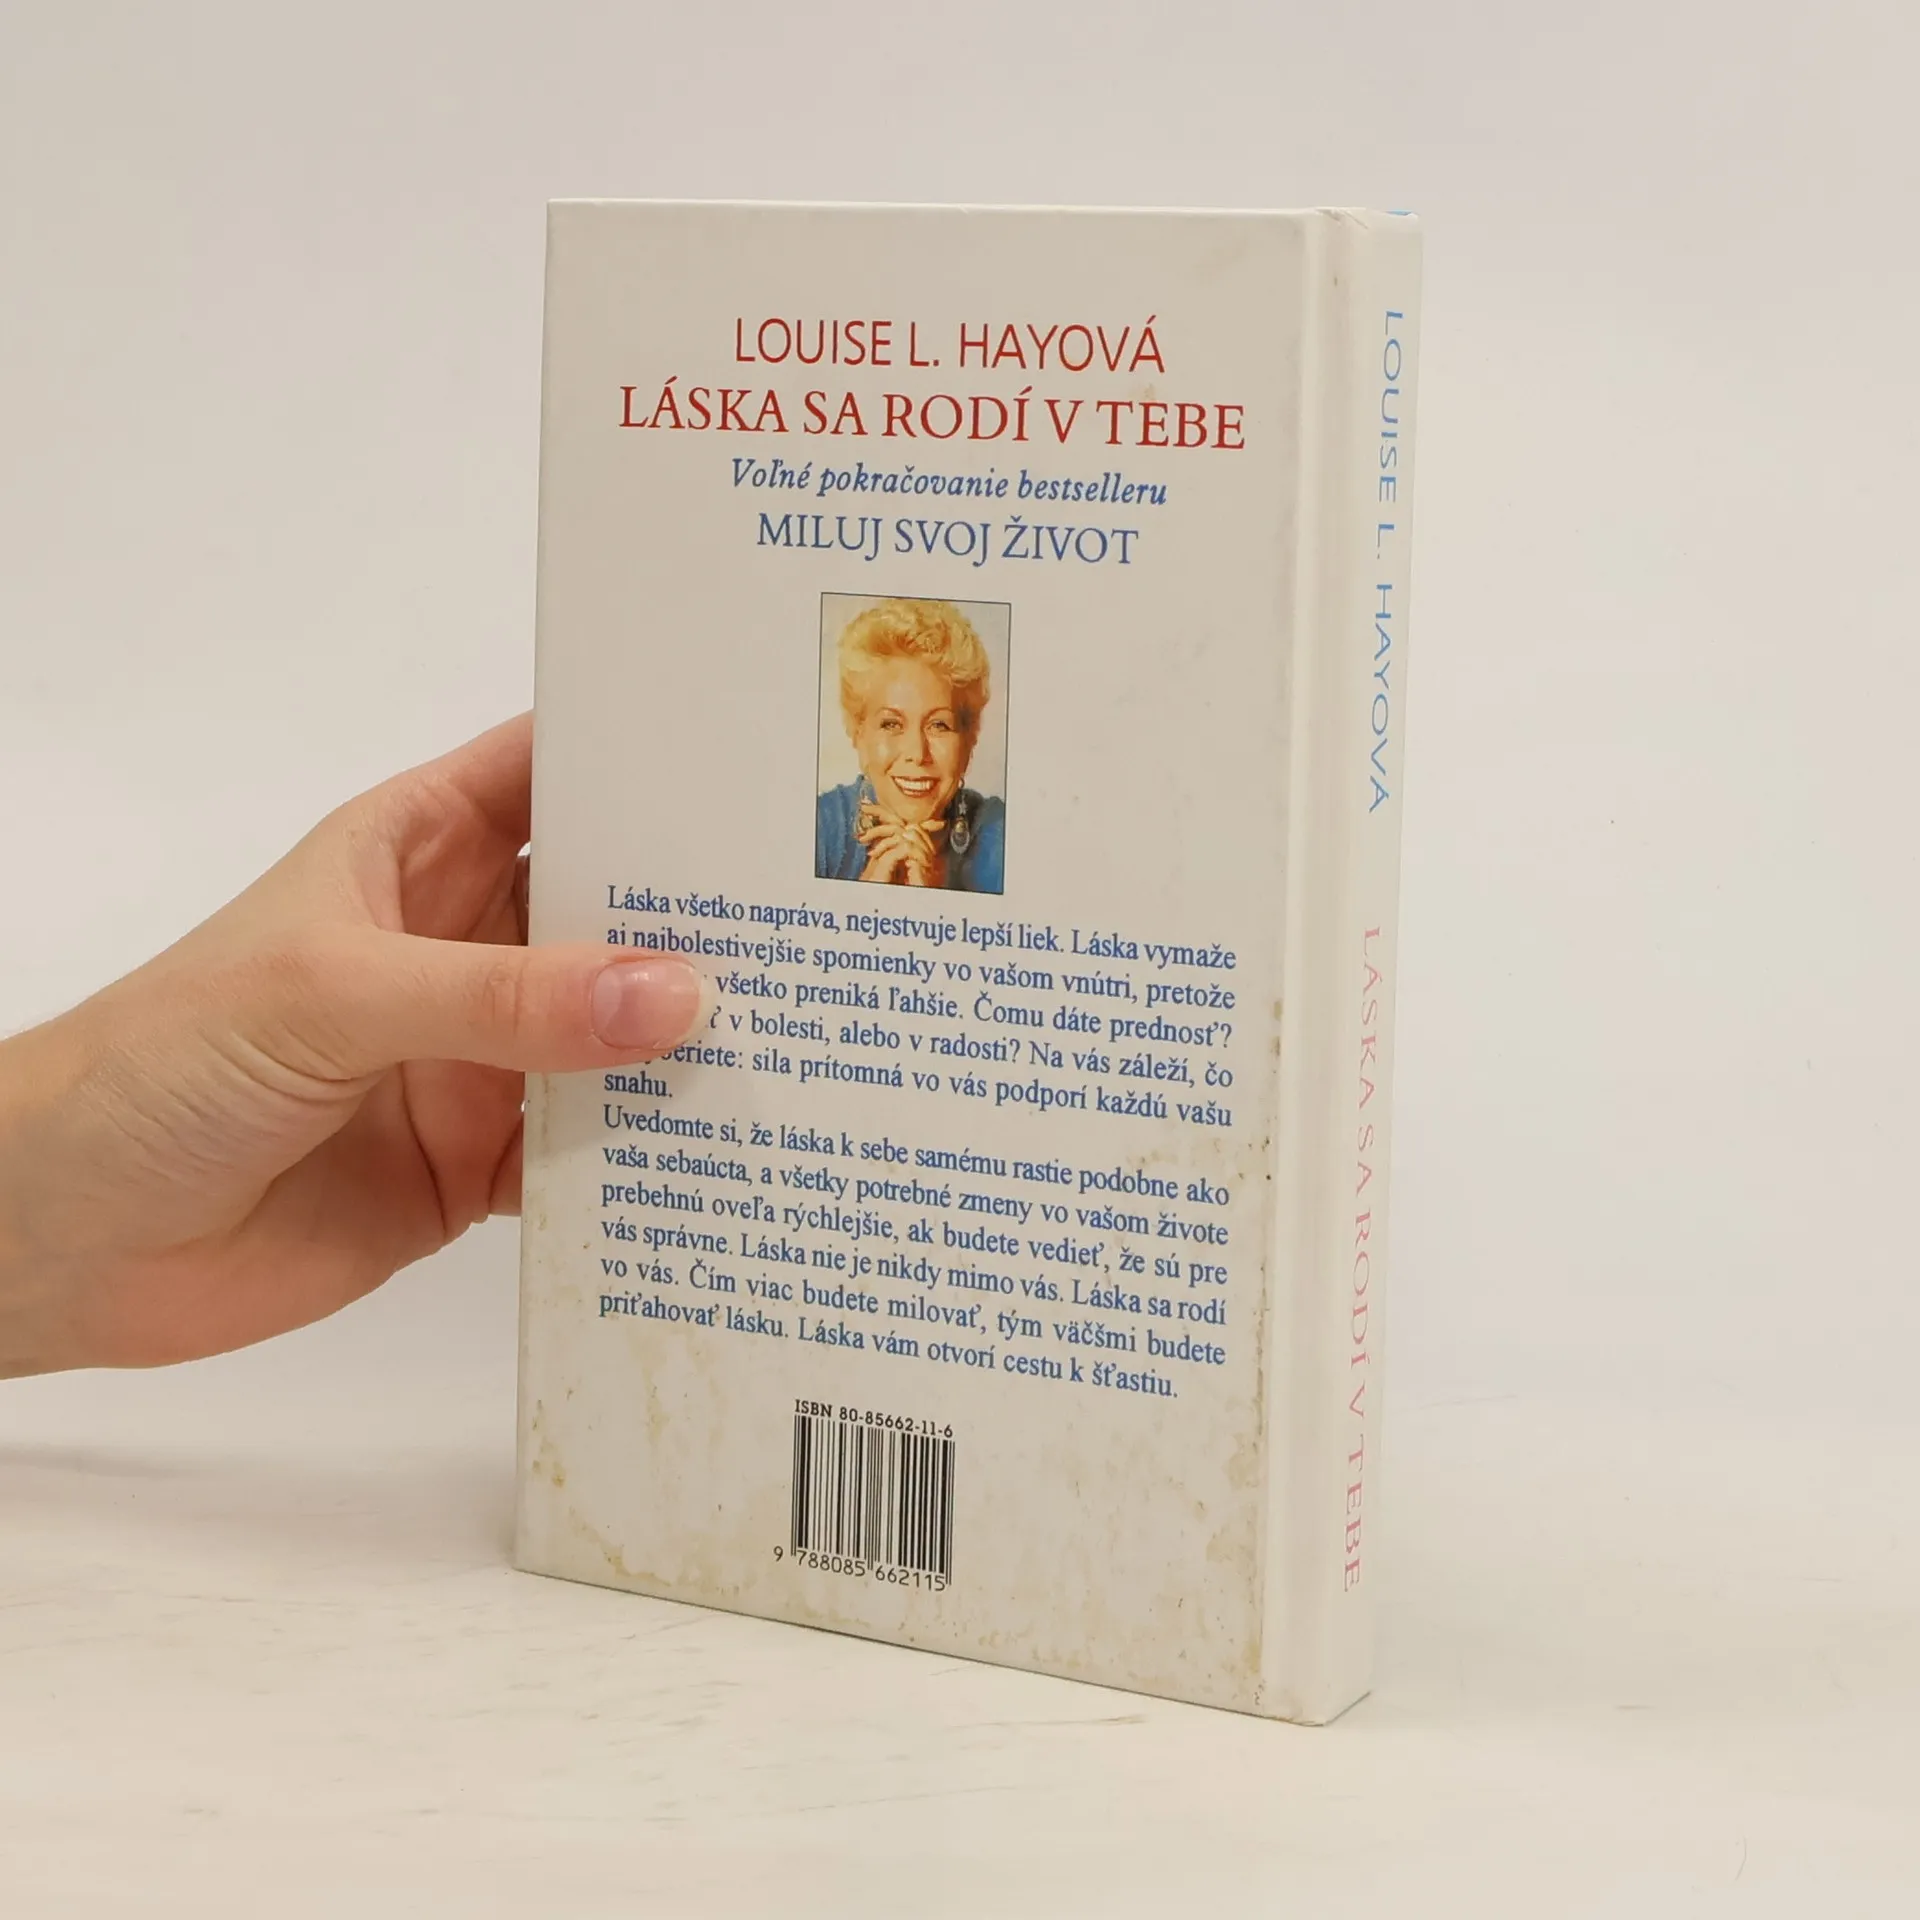 LOUISE L. HAYOVÁ
LÁSKA SA RODÍ V TEBE
Voľné pokračovanie bestselleru
MILUJ SVOJ ŽIVOT
Láska všetko napráva, nejestvuje lepší liek. Láska vymaže
aj najbolestivejšie spomienky vo vašom vnútri, pretože
všetko preniká ľahšie. Čomu dáte prednosť?
v bolesti, alebo v radosti? Na vás záleží, čo
sila prítomná vo vás podporí každú vašu
snahu.
Uvedomte si, že láska k sebe samému rastie podobne ako
vaša sebaúcta, a všetky potrebné zmeny vo vašom živote
prebehnú oveľa rýchlejšie, ak budete vedieť, že sú pre
vás správne. Láska nie je nikdy mimo vás. Láska sa rodí
vo vás. Čím viac budete milovať, tým väčšmi budete
priťahovať lásku. Láska vám otvorí cestu k šťastiu.
ISBN 80-85662-11-6
9 788085 662115
LOUISE L. HAYOVÁ LÁSKA SA RODÍ V TEBE